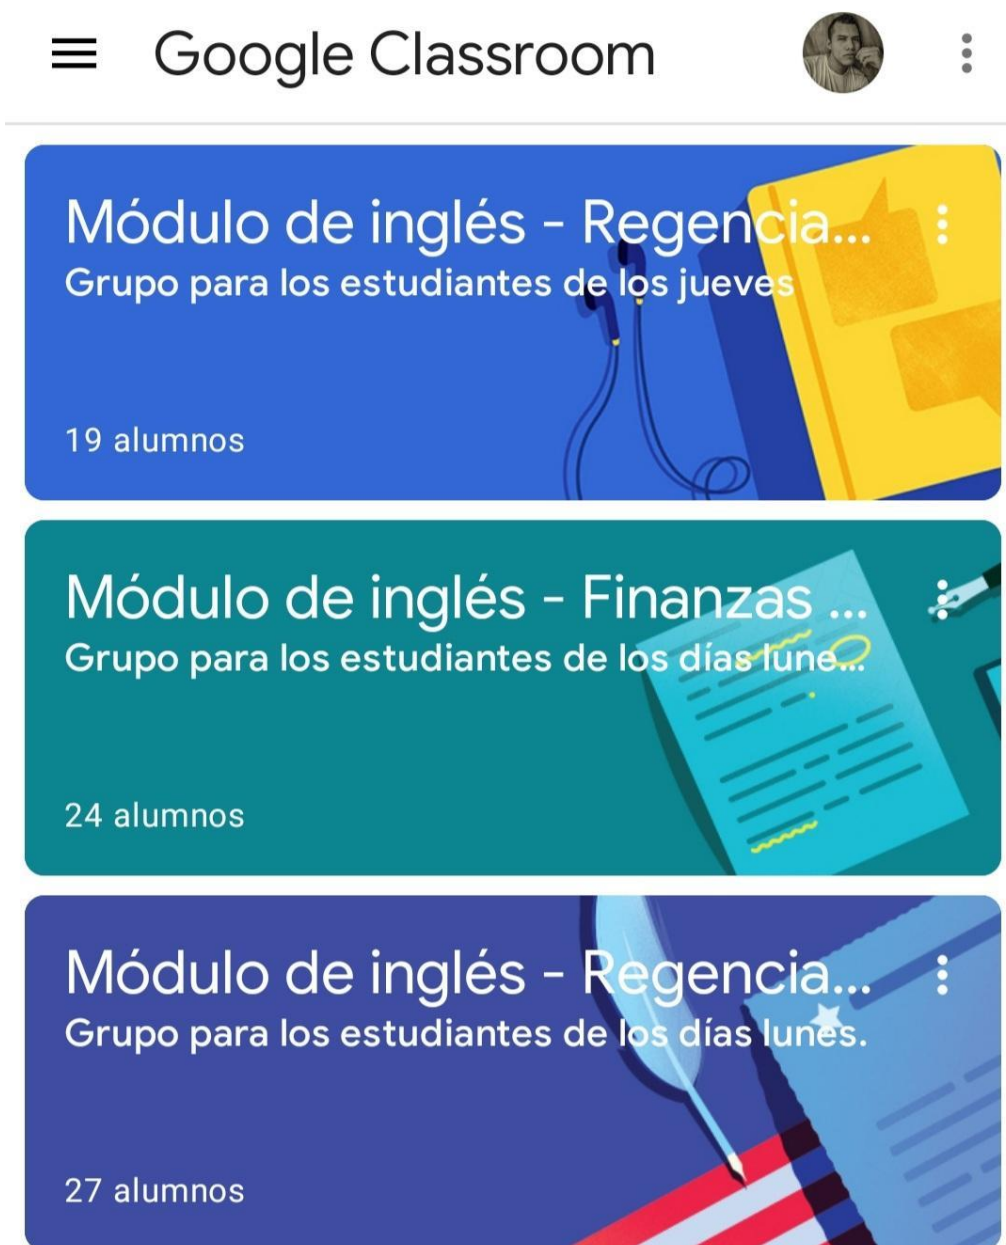 Google Classroom
Módulo de inglés - Regencia...
Grupo para los estudiantes de los jueves
19 alumnos
Módulo de inglés - Finanzas ...
Grupo para los estudiantes de los días lune...
24 alumnos
Módulo de inglés - Regencia...
Grupo para los estudiantes de los días lunes.
27 alumnos